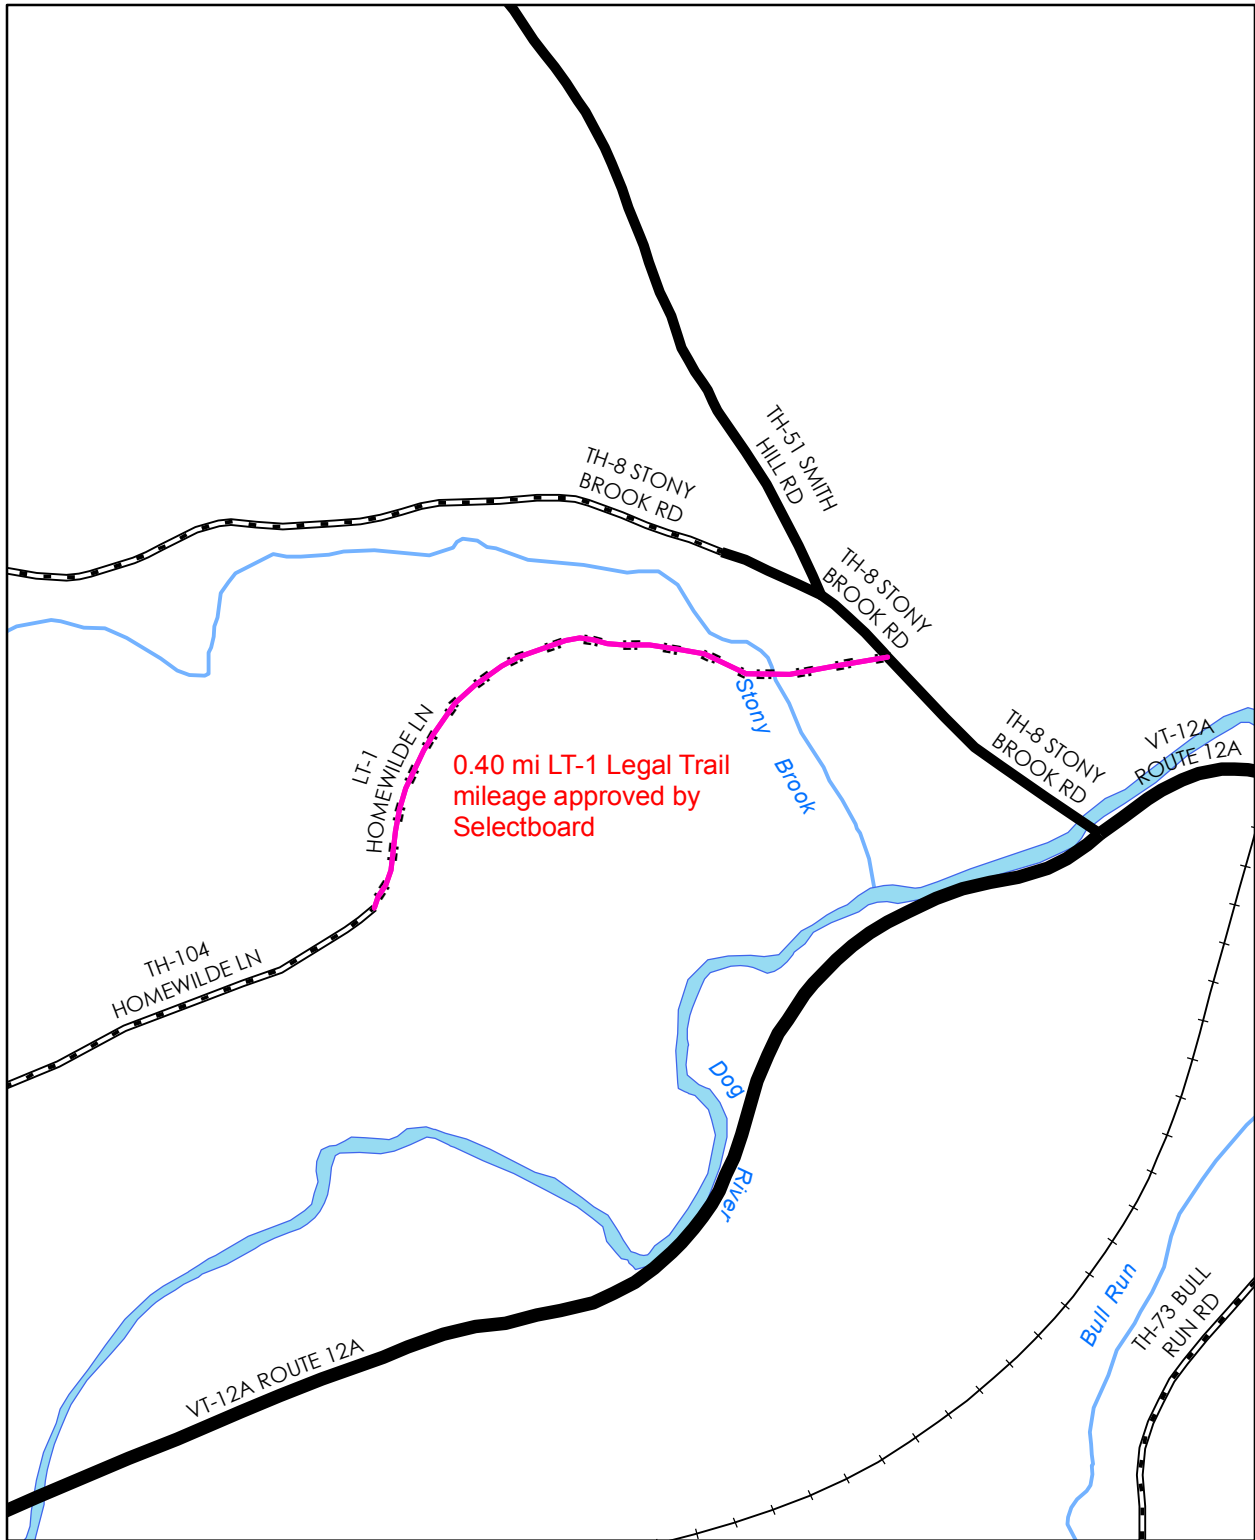 TH-51 SMITH
HILL RD
TH-8 STONY
BROOK RD
TH-8 STONY
BROOK RD
Stony
Brook
LT-1
HOMEWILDE LN
0.40 mi LT-1 Legal Trail
mileage approved by
Selectboard
TH-8 STONY
BROOK RD
VT-12A
ROUTE 12A
TH-104
HOMEWILDE LN
Dog
River
Bull Run
TH-73 BULL
RUN RD
VT-12A ROUTE 12A